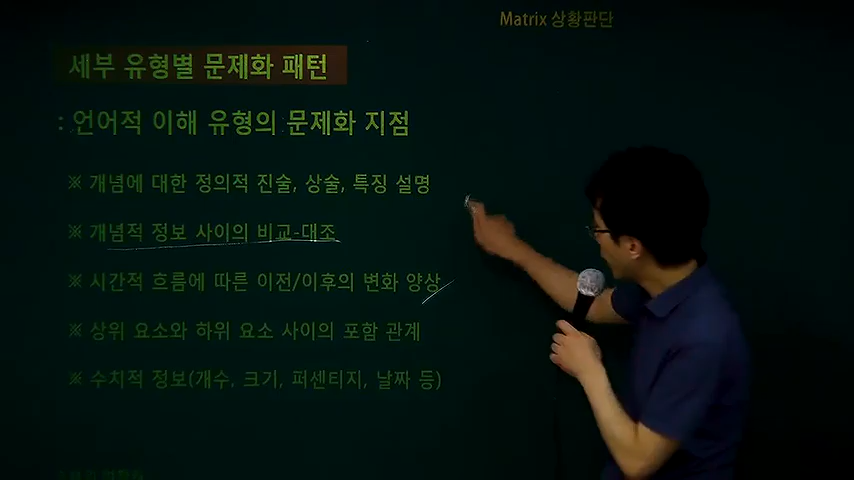 Matrix 상황판단
세부 유형별 문제화 패턴
: 언어적 이해 유형의 문제화 지점
※ 개념에 대한 정의적 진술, 상술, 특징 설명
※ 개념적 정보 사이의 비교-대조
※ 시간적 흐름에 따른 이전/이후의 변화 양상
※ 상위 요소와 하위 요소 사이의 포함 관계
※ 수치적 정보(개수, 크기, 퍼센티지, 날짜 등)